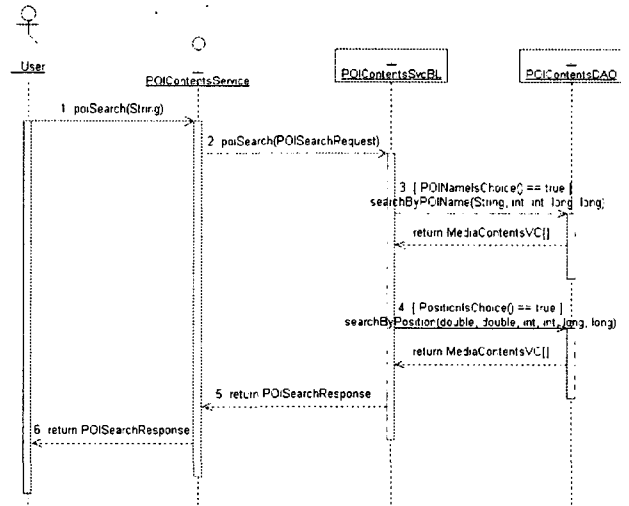 _User
POIContentsService
POIContentsSvcBL
POIContentsDAO
1 poiSearch(String)
2 poiSearch(POISearchRequest)
3 [ POINameIsChoice() == true ]
searchByPOIName(String, int, int, long, long)
return MediaContentsVC[]
4 [ PositionIsChoice() == true ]
searchByPosition(double, double, int, int, long, long)
return MediaContentsVC[]
5 return POISearchResponse
6 return POISearchResponse